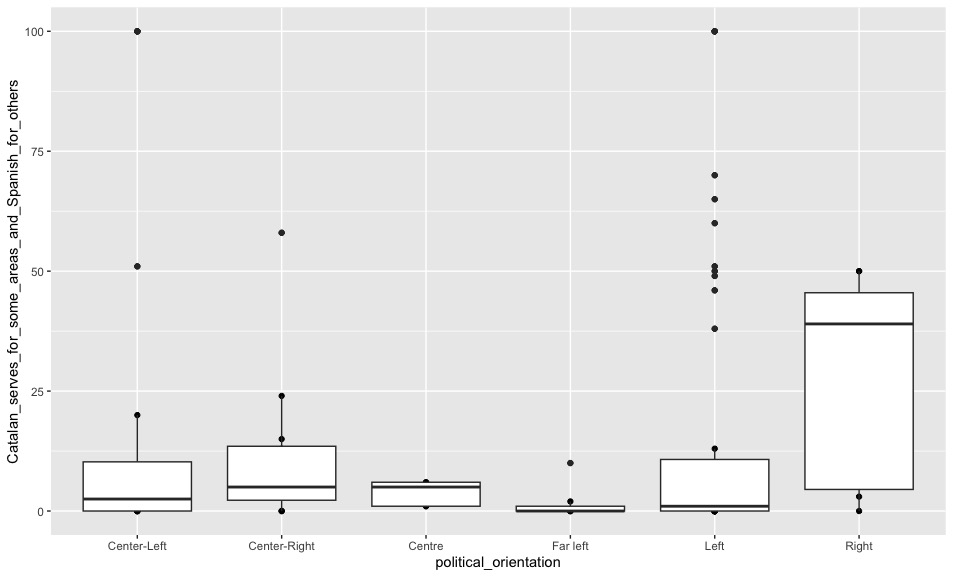 Catalan_serves_for_some_areas_and_Spanish_for_others
100
75
50
25
0
Center-Left Center-Right Centre Far left Left Right
political_orientation